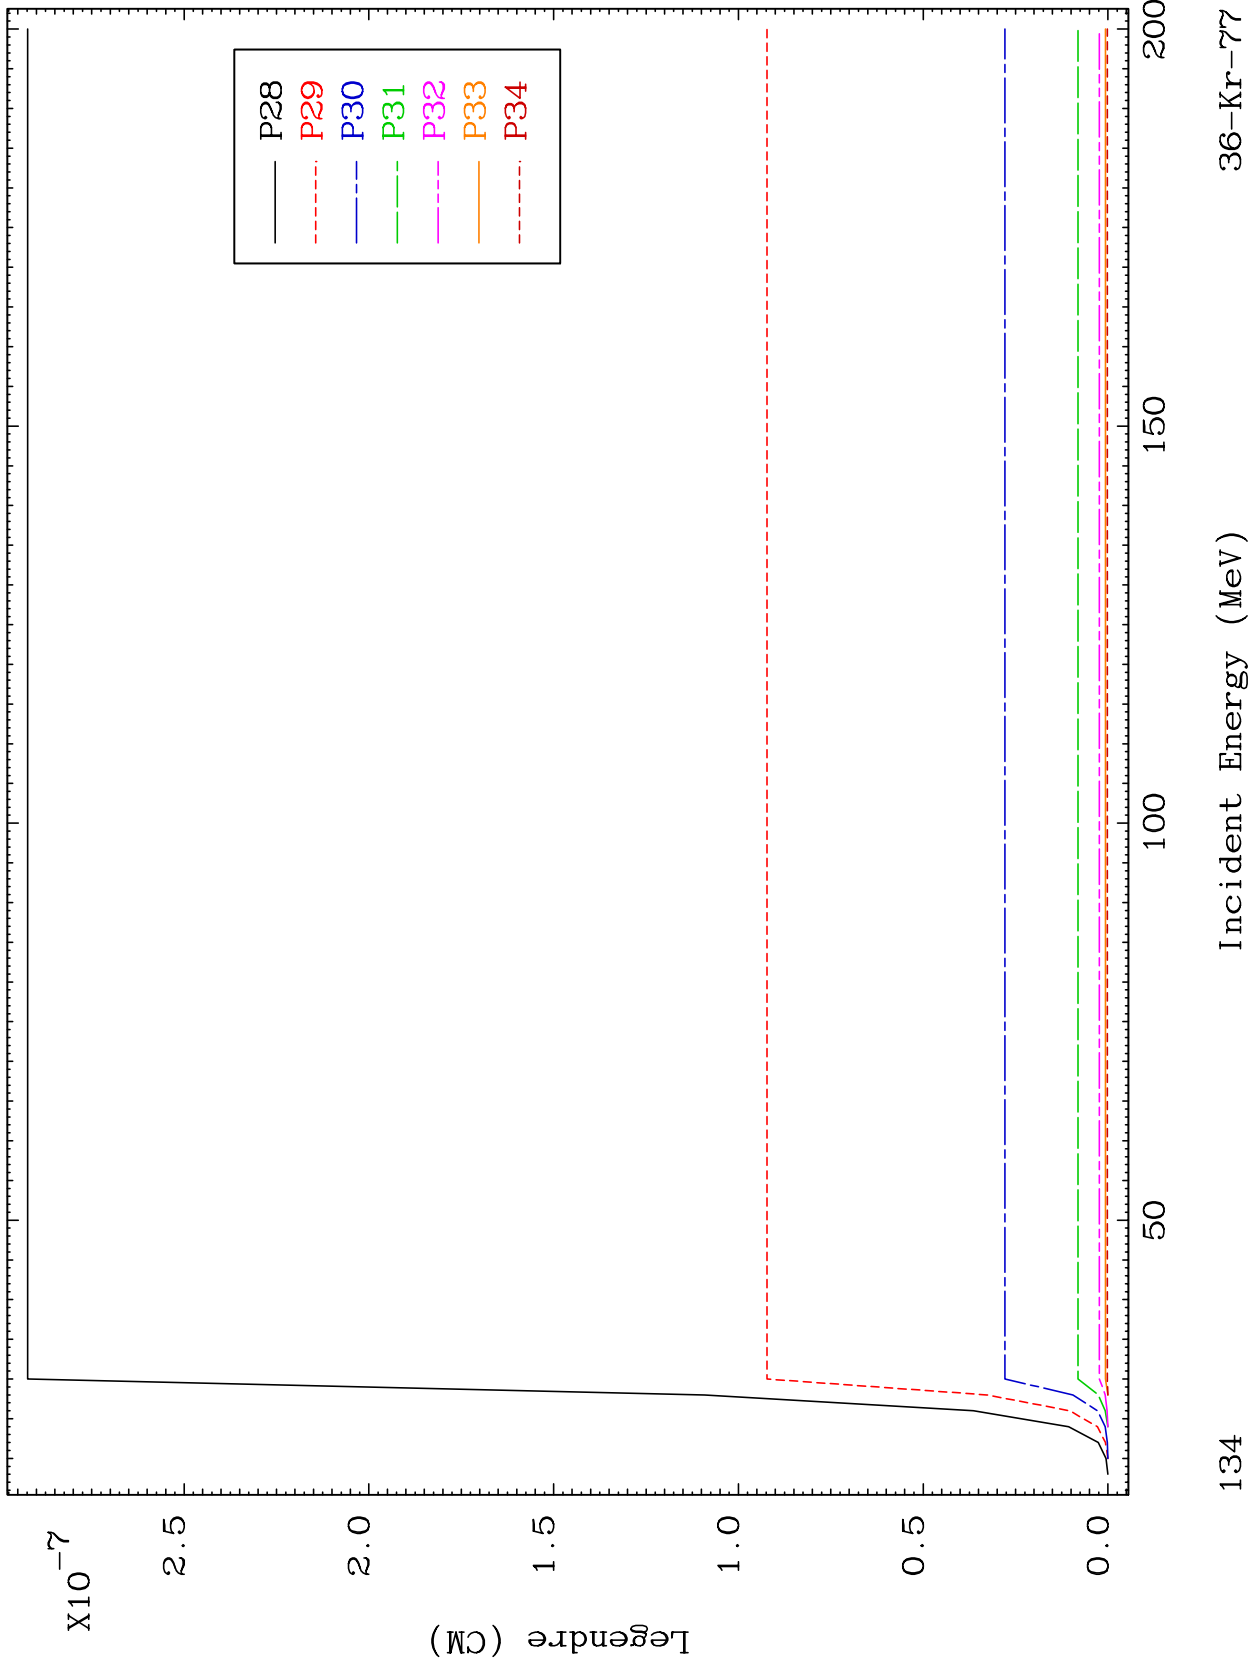 X10-7
2.5
2.0
1.5
1.0
0.5
0.0
Legendre (CM)
P28
P29
P30
P31
P32
P33
P34
50
100
150
200
Incident Energy (MeV)
134
36-Kr-77